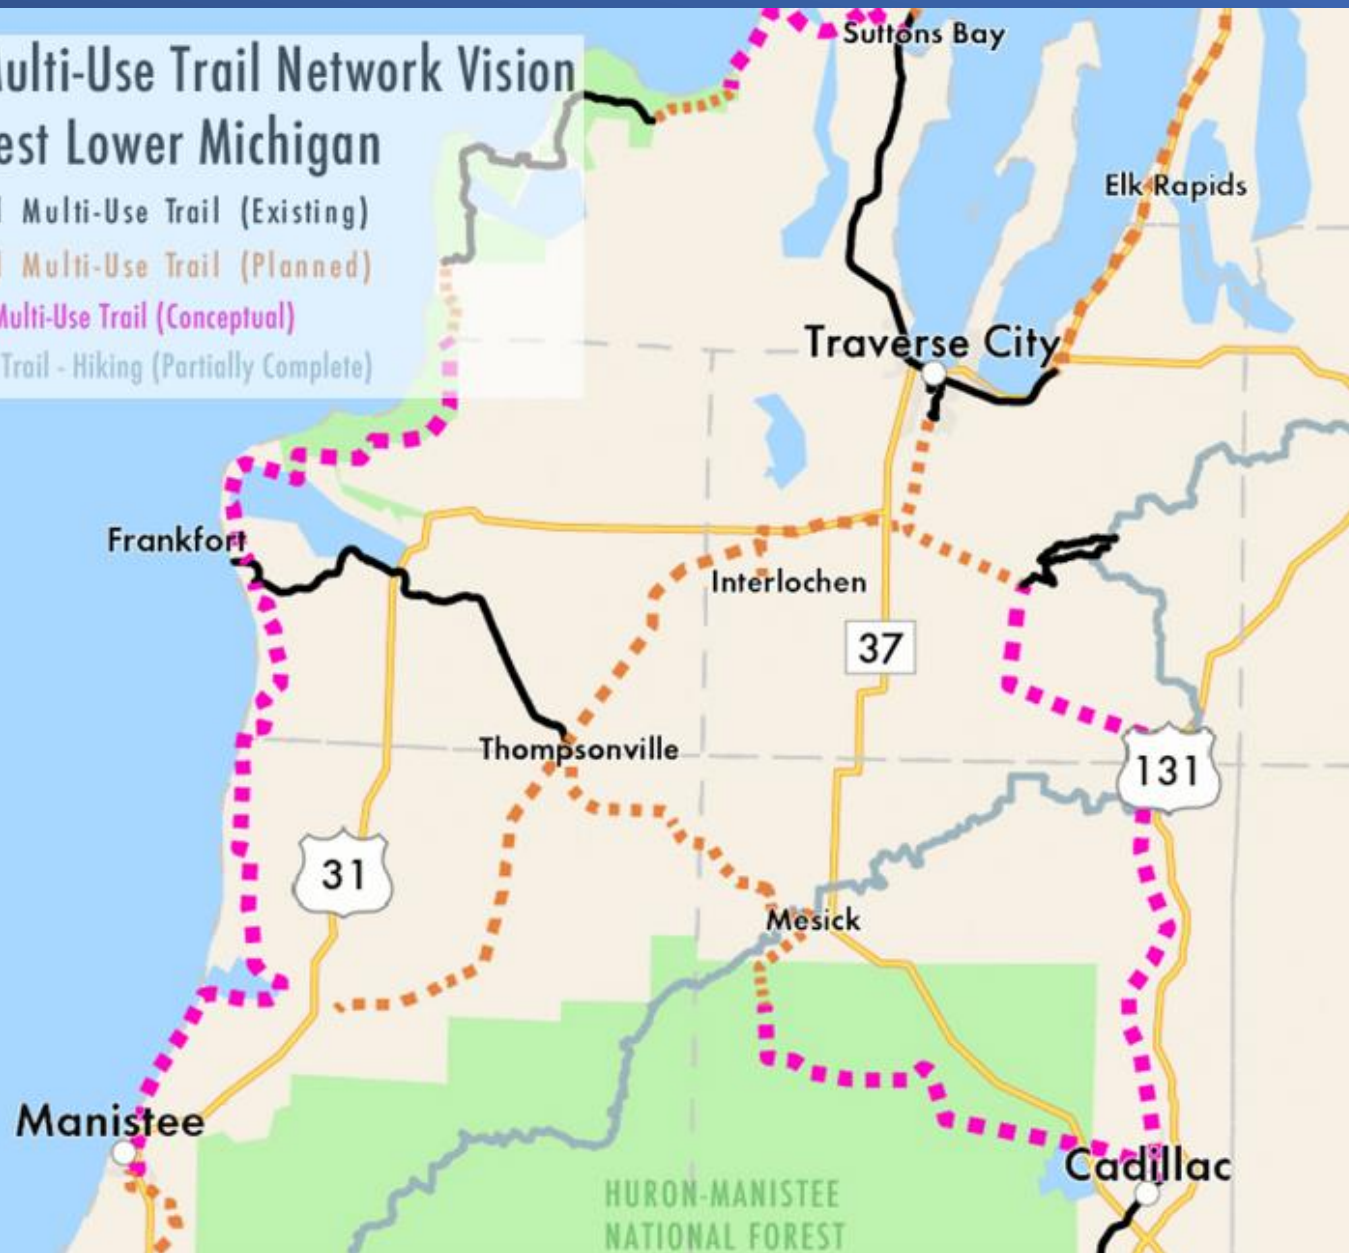 Multi-Use Trail Network Vision
est Lower Michigan
l Multi-Use Trail (Existing)
l Multi-Use Trail (Planned)
Multi-Use Trail (Conceptual)
Trail - Hiking (Partially Complete)
Suttons Bay
Elk Rapids
Traverse City
Frankfort
Interlochen
37
Thompsonville
131
31
Mesick
Manistee
Cadillac
HURON-MANISTEE
NATIONAL FOREST